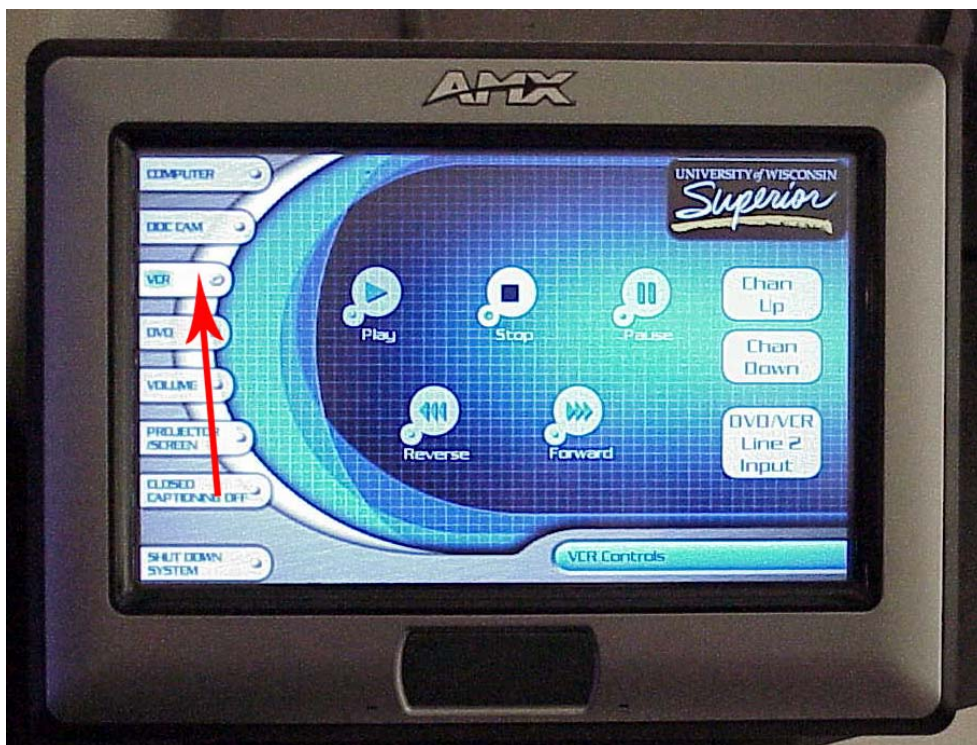 AMX
COMPUTER
DOC CAM
VCR
DVD
VOLUME
PROJECTOR
/SCREEN
CLOSED
CAPTIONING OFF
SHUT DOWN
SYSTEM
UNIVERSITY of WISCONSIN
Superior
Play
Stop
Pause
Reverse
Forward
Chan
Up
Chan
Down
DVD/VCR
Line 2
Input
VCR Controls